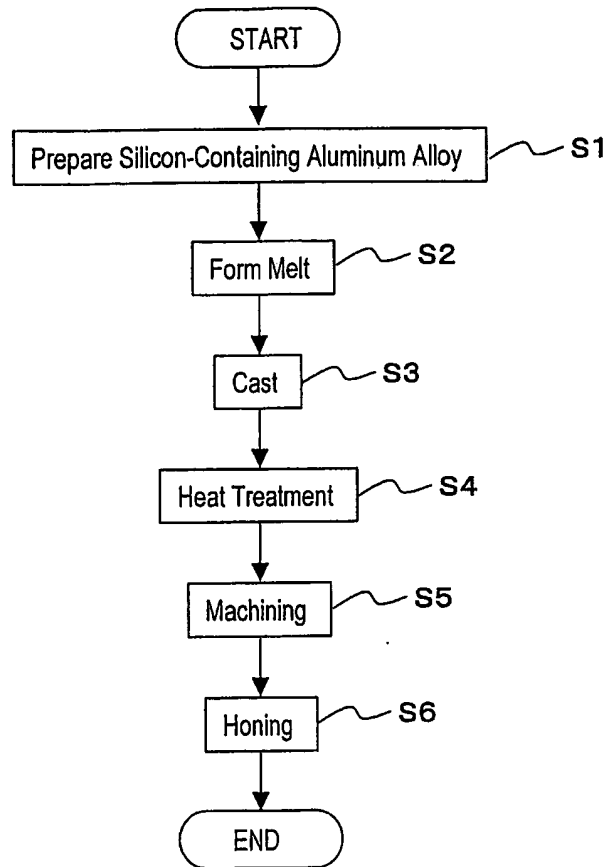 START
Prepare Silicon-Containing Aluminum Alloy S1
Form Melt S2
Cast S3
Heat Treatment S4
Machining S5
Honing S6
END